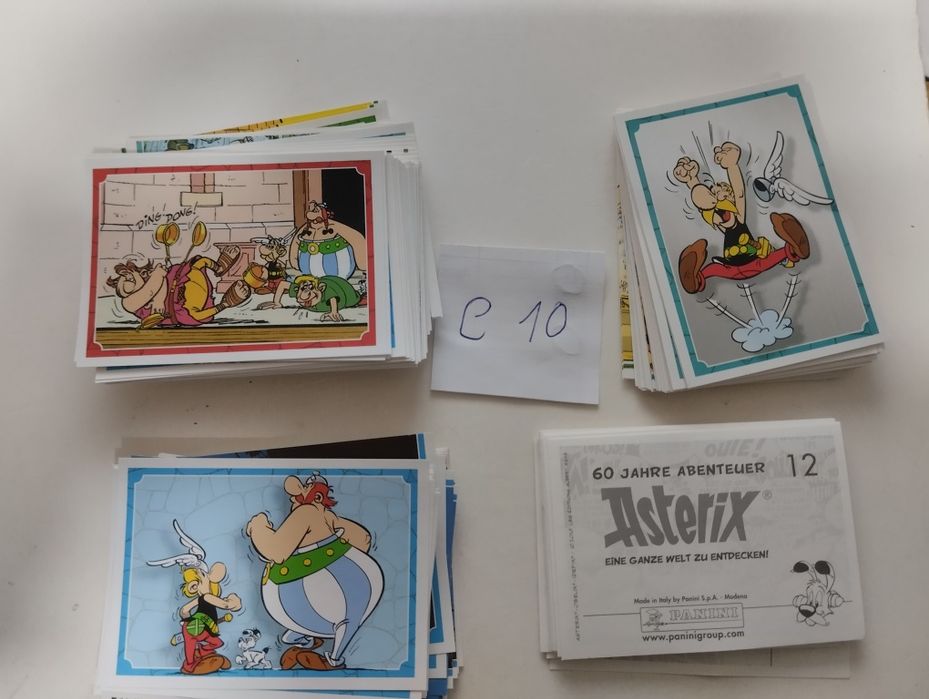 DING! DONG!
C 10
OUIE!
60 JAHRE ABENTEUER 12
Asterix®
EINE GANZE WELT ZU ENTDECKEN!
Made in Italy by Panini S.p.A. - Modena
PANINI
www.paninigroup.com